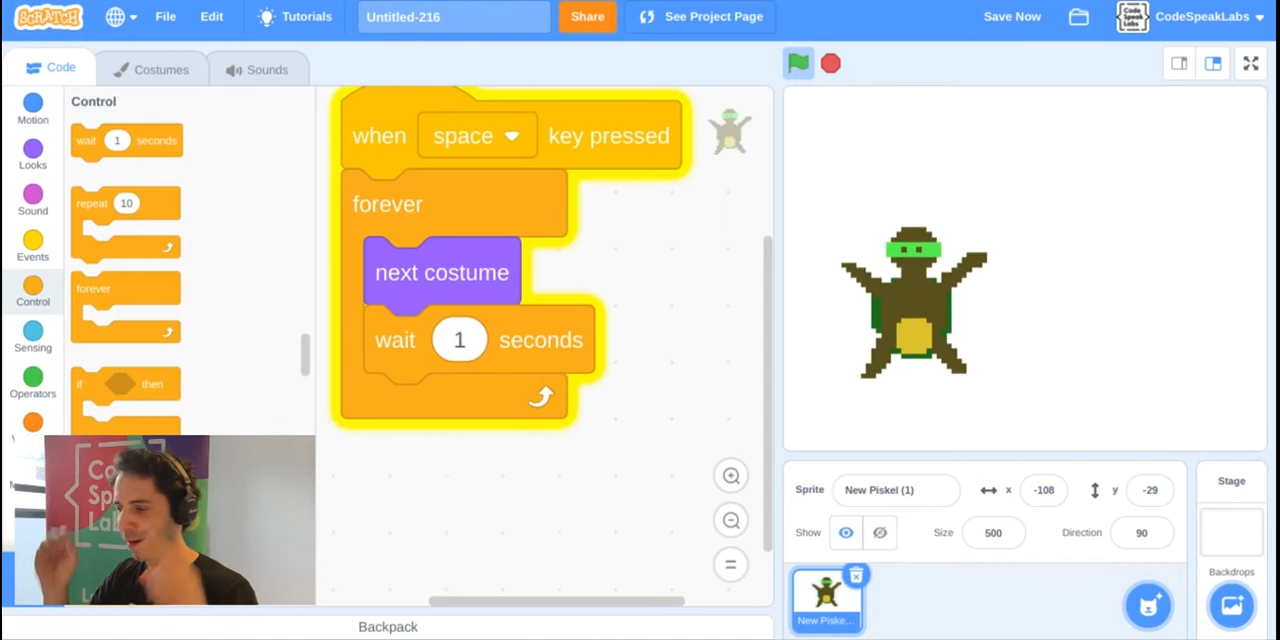 SCRATCH
File
Edit
Tutorials
Untitled-216
Share
See Project Page
Save Now
Code
Speak
Labs
CodeSpeakLabs
Code
Costumes
Sounds
Motion
Looks
Sound
Events
Control
Sensing
Operators
Control
wait 1 seconds
repeat 10
forever
if then
when space key pressed
forever
next costume
wait 1 seconds
Sprite New Piskel (1) x -108 y -29
Show Size 500 Direction 90
New Piske...
Stage
Backdrops
Backpack